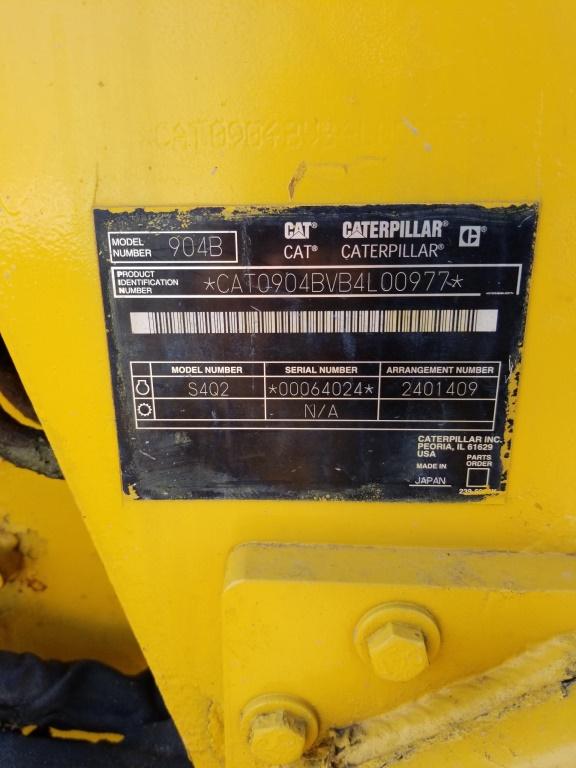 CAT® CATERPILLAR®
CAT® CATERPILLAR®
MODEL NUMBER 904B
PRODUCT IDENTIFICATION NUMBER *CAT0904BVB4L00977*
MODEL NUMBER SERIAL NUMBER ARRANGEMENT NUMBER
S4Q2 *00064024* 2401409
N/A
CATERPILLAR INC.
PEORIA, IL 61629
USA
MADE IN JAPAN
PARTS ORDER